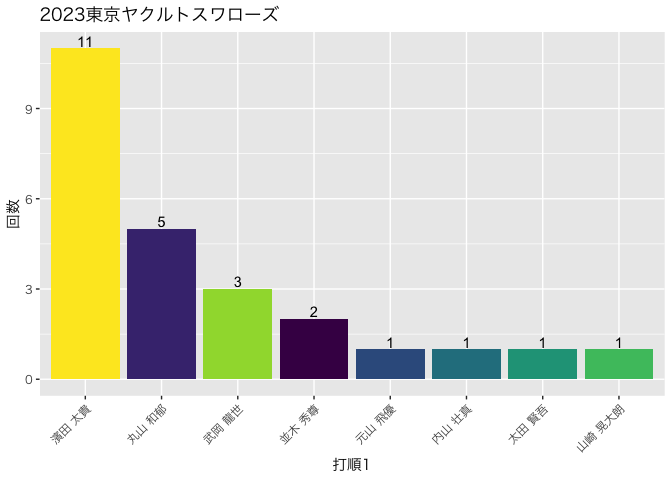 2023東京ヤクルトスワローズ
11
5
3
2
1
1
1
1
9
6
3
0
回数
濱田 太貴
丸山 和郁
武岡 龍世
並木 秀尊
元山 飛優
内山 壮真
太田 賢吾
山崎 晃大朗
打順1